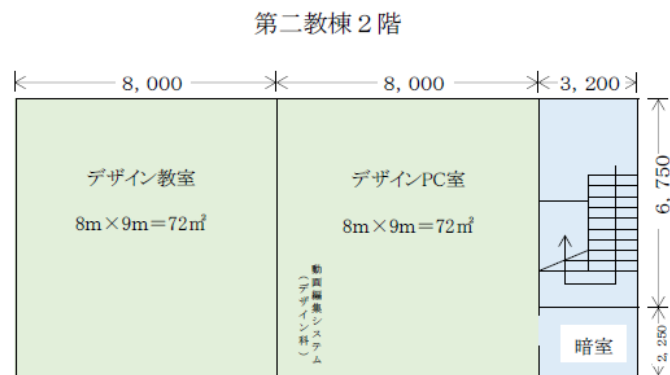 第二教棟２階
8,000
8,000
3,200
デザイン教室
8m×9m＝72㎡
デザインPC室
8m×9m＝72㎡
6,750
動画編集システム
（デザイン科）
暗室
2,250